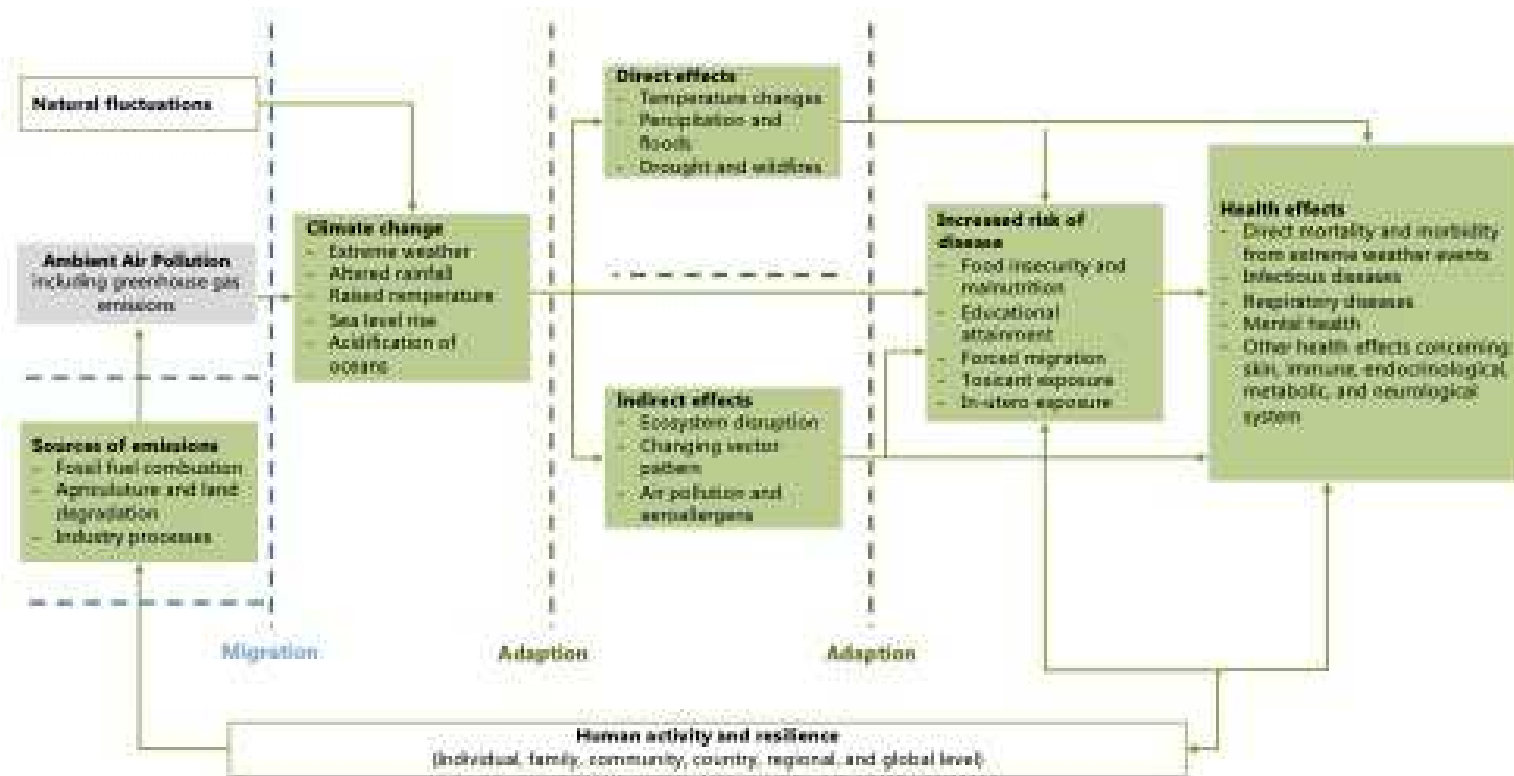 Natural fluctuations
Ambient Air Pollution
including greenhouse gas
emissions
Sources of emissions
- Fossil fuel combustion
- Agriculuture and land
degradation
- Industry processes
Climate change
- Extreme weather
- Altered rainfall
- Raised temperature
- Sea level rise
- Acidification of
oceans
Direct effects
- Temperature changes
- Percipitation and
floods
- Drought and wildfires
Indirect effects
- Ecosystem disruption
- Changing vector
pattern
- Air pollution and
aeroallergens
Increased risk of
disease
- Food insecurity and
malnutrition
- Educational
attainment
- Forced migration
- Toxicant exposure
- In-utero exposure
Health effects
- Direct mortality and morbidity
from extreme weather events
- Infectious diseases
- Respiratory diseases
- Mental health
- Other health effects concerning
skin, immune, endocrinological,
metabolic, and neurological
system
Migration
Adaption
Adaption
Human activity and resilience
(Individual, family, community, country, regional, and global level)